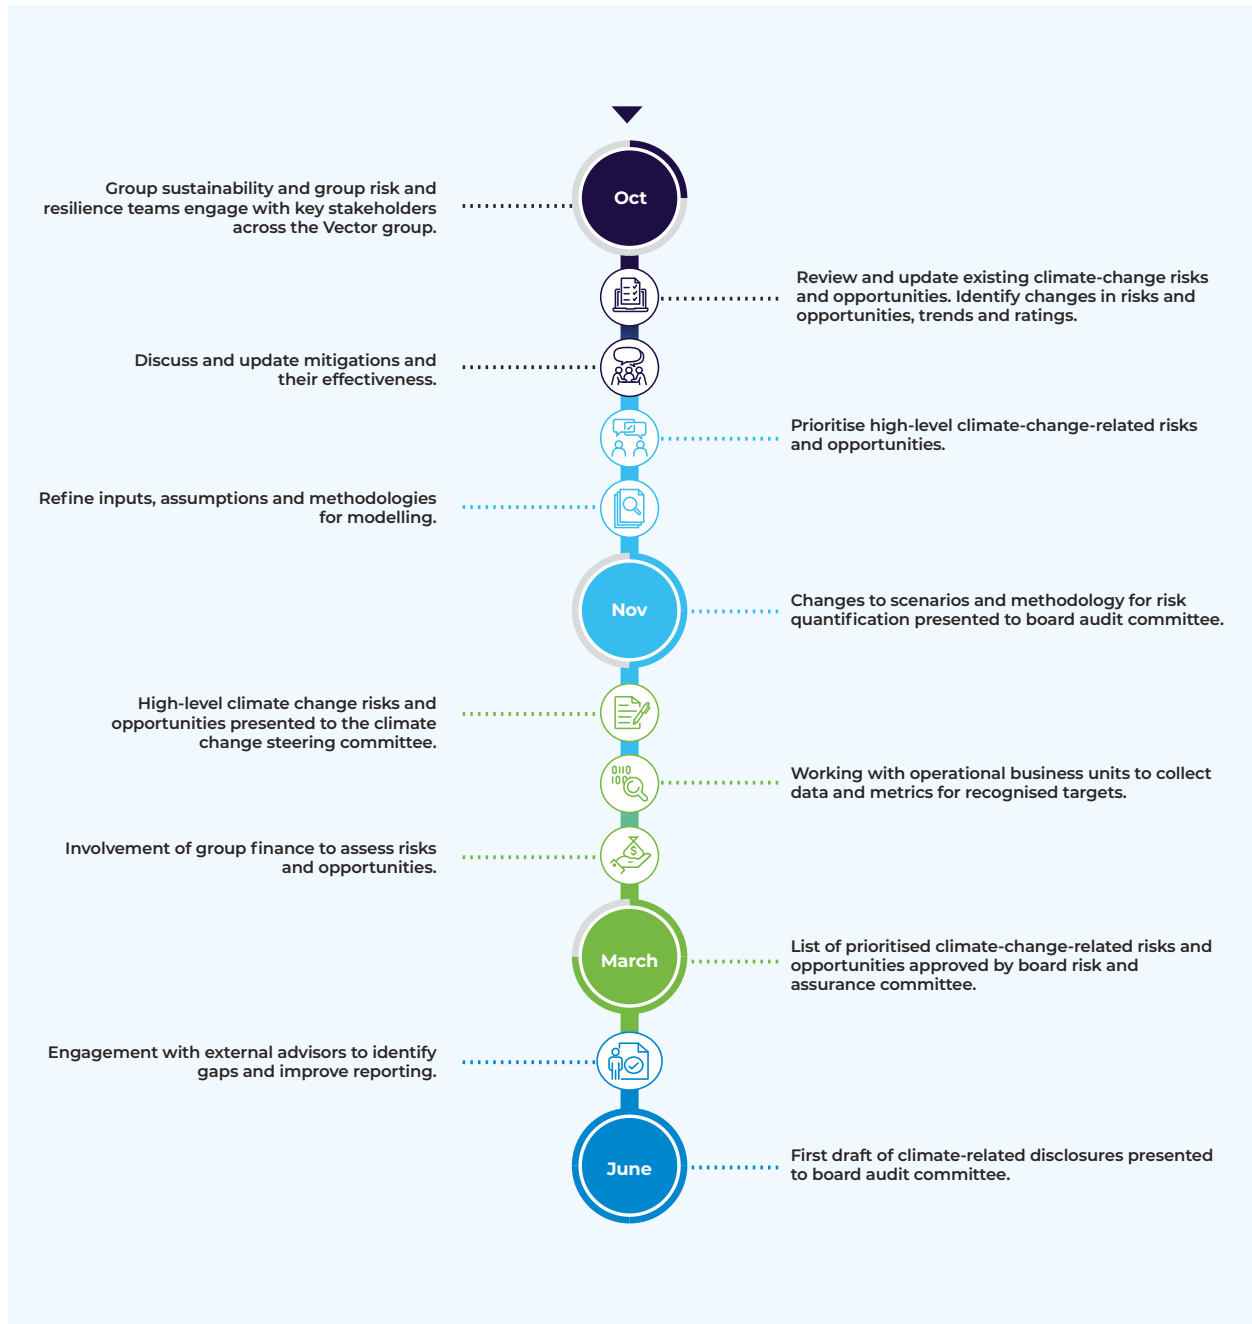 Oct
Group sustainability and group risk and
resilience teams engage with key stakeholders
across the Vector group.
Review and update existing climate-change risks
and opportunities. Identify changes in risks and
opportunities, trends and ratings.
Discuss and update mitigations and
their effectiveness.
Prioritise high-level climate-change-related risks
and opportunities.
Refine inputs, assumptions and methodologies
for modelling.
Nov
Changes to scenarios and methodology for risk
quantification presented to board audit committee.
High-level climate change risks and
opportunities presented to the climate
change steering committee.
0110
100
Working with operational business units to collect
data and metrics for recognised targets.
Involvement of group finance to assess risks
and opportunities.
$
March
List of prioritised climate-change-related risks and
opportunities approved by board risk and
assurance committee.
Engagement with external advisors to identify
gaps and improve reporting.
June
First draft of climate-related disclosures presented
to board audit committee.